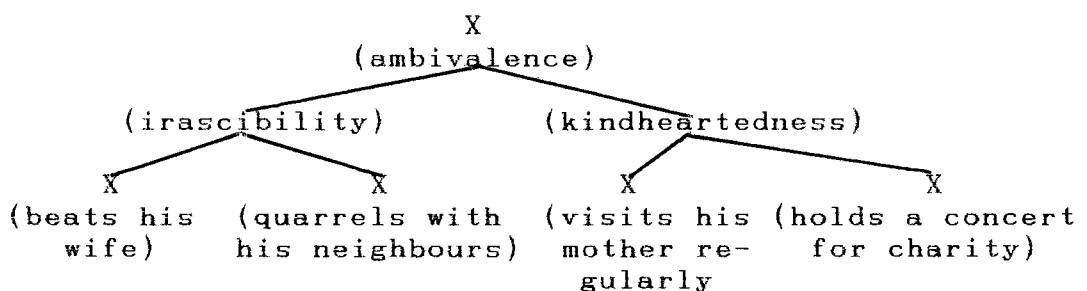 X
(ambivalence)
(irascibility) (kindheartedness)
X X X X
(beats his (quarrels with (visits his (holds a concert
wife) his neighbours) mother re- for charity)
gularly